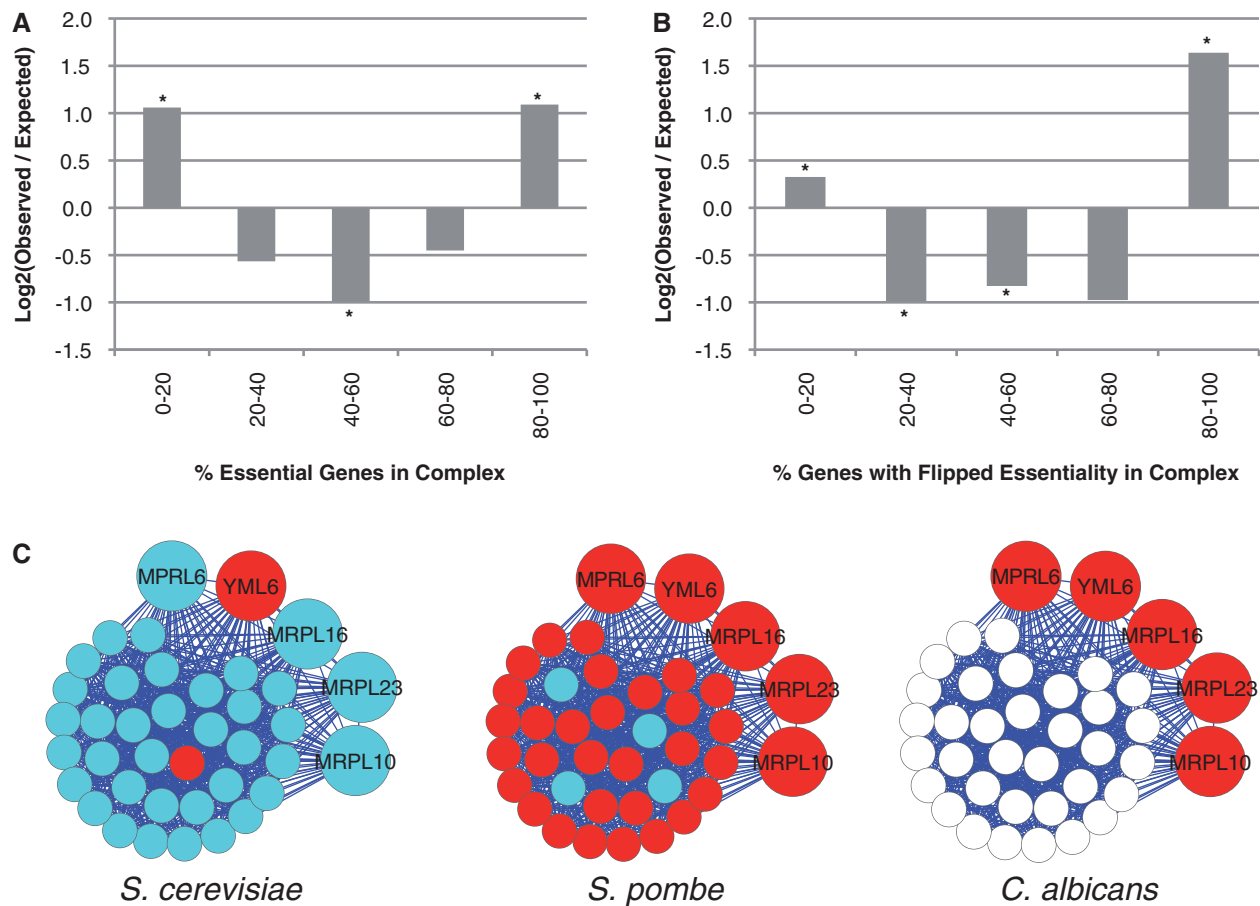 A
Log2(Observed / Expected)
2.0
1.5
1.0
0.5
0.0
-0.5
-1.0
-1.5
*
*
*
0-20
20-40
40-60
60-80
80-100
% Essential Genes in Complex
B
Log2(Observed / Expected)
2.0
1.5
1.0
0.5
0.0
-0.5
-1.0
-1.5
*
*
*
*
0-20
20-40
40-60
60-80
80-100
% Genes with Flipped Essentiality in Complex
C
MPRL6
YML6
MRPL16
MRPL23
MRPL10
S. cerevisiae
MPRL6
YML6
MRPL16
MRPL23
MRPL10
S. pombe
MPRL6
YML6
MRPL16
MRPL23
MRPL10
C. albicans